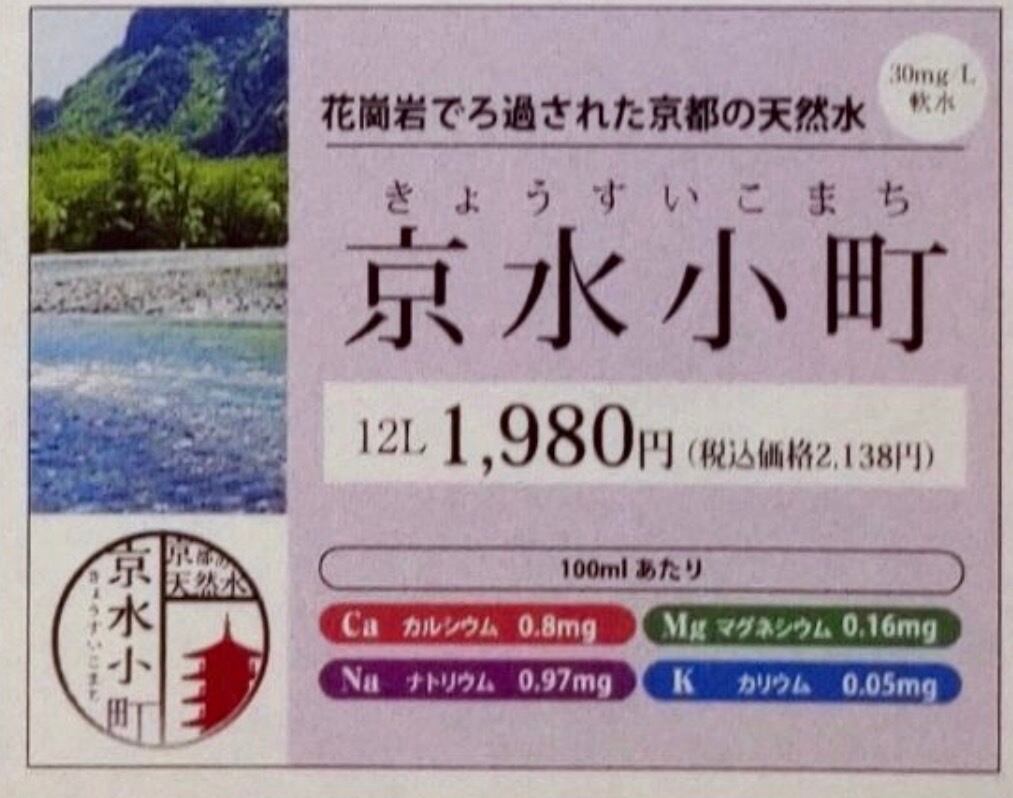 花崗岩でろ過された京都の天然水
30mg/L
軟水
きょうすいこまち
京水小町
12L 1,980円(税込価格2,138円)
100mlあたり
Ca カルシウム 0.8mg
Mg マグネシウム 0.16mg
Na ナトリウム 0.97mg
K カリウム 0.05mg
京都の
天然水
京水小町
きょうすいこまち